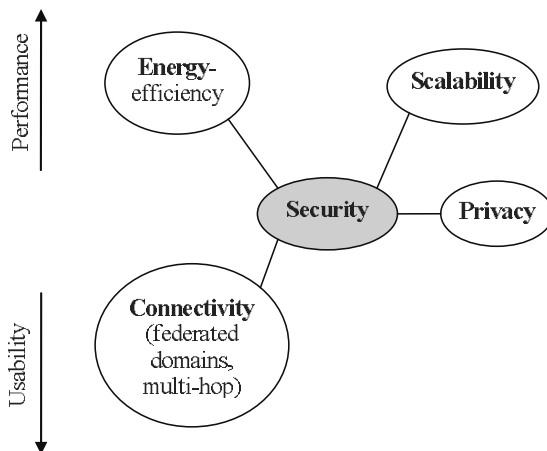 Performance
Energy-
efficiency
Scalability
Security
Privacy
Usability
Connectivity
(federated
domains,
multi-hop)